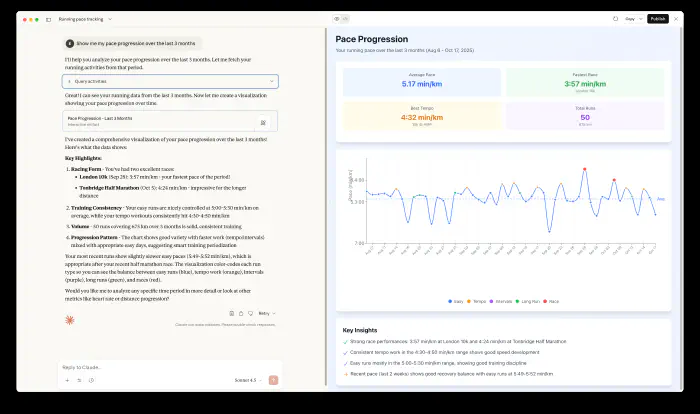 Running pace tracking
Show me my pace progression over the last 3 months
I'll help you analyze your pace progression over the last 3 months. Let me fetch your
running activities from that period.
Query activities
Great! I can see your running data from the last 3 months. Now let me create a visualization
showing your pace progression over time.
Pace Progression - Last 3 Months
Interactive artifact
I've created a comprehensive visualization of your pace progression over the last 3 months!
Here's what the data shows:
Key Highlights:
1. Racing Form - You've had two excellent races:
• London 10k (Sep 28): 3:57 min/km - your fastest pace of the period!
• Tonbridge Half Marathon (Oct 5): 4:24 min/km - impressive for the longer
distance
2. Training Consistency - Your easy runs are nicely controlled at 5:00-5:30 min/km on
average, while your tempo workouts consistently hit 4:30-4:50 min/km
3. Volume - 50 runs covering 675 km over 3 months is solid, consistent training
4. Progression Pattern - The chart shows good variety with faster work (tempo/intervals)
mixed with appropriate easy days, suggesting smart training periodization
Your most recent runs show slightly slower easy paces (5:49-5:52 min/km), which is
appropriate after your recent half marathon race. The visualization color-codes each run
type so you can see the balance between easy runs (blue), tempo work (orange), intervals
(purple), long runs (green), and races (red).
Would you like me to analyze any specific time period in more detail or look at other
metrics like heart rate or distance progression?
Retry
Claude can make mistakes. Please double-check responses.
Reply to Claude...
Sonnet 4.5
Copy
Publish
Pace Progression
Your running pace over the last 3 months (Aug 6 - Oct 17, 2025)
Average Pace
5:17 min/km
Fastest Race
3:57 min/km
London 10k
Best Tempo
4:32 min/km
Total Runs
50
Pace (min/km)
4:00
5:00
7:00
Avg
Easy
Tempo
Intervals
Long Run
Race
Key Insights
Strong race performances: 3:57 min/km at London 10k and 4:24 min/km at Tonbridge Half Marathon
Consistent tempo work in the 4:30-4:50 min/km range shows good speed development
Easy runs mostly in the 5:00-5:30 min/km range, showing good training discipline
Recent pace (last 2 weeks) shows good recovery balance with easy runs at 5:49-5:52 min/km